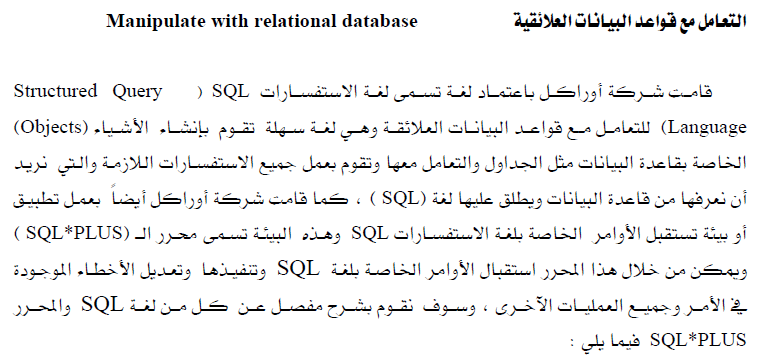 التعامل مع قواعد البيانات العلائقية Manipulate with relational database
قامت شركة أوراكل باعتماد لغة تسمى لغة الاستفسارات SQL ( Structured Query
Language) للتعامل مع قواعد البيانات العلائقة وهي لغة سهلة تقوم بإنشاء الأشياء (Objects)
الخاصة بقاعدة البيانات مثل الجداول والتعامل معها وتقوم بعمل جميع الاستفسارات اللازمة والتي نريد
أن نعرفها من قاعدة البيانات ويطلق عليها لغة (SQL ) ، كما قامت شركة أوراكل أيضاً بعمل تطبيق
أو بيئة تستقبل الأوامر الخاصة بلغة الاستفسارات SQL وهذه البيئة تسمى محرر الـ (SQL*PLUS )
ويمكن من خلال هذا المحرر استقبال الأوامر الخاصة بلغة SQL وتنفيذها وتعديل الأخطاء الموجودة
في الأمر وجميع العمليات الآخرى ، وسوف نقوم بشرح مفصل عن كل من لغة SQL والمحرر
SQL*PLUS فيما يلي :